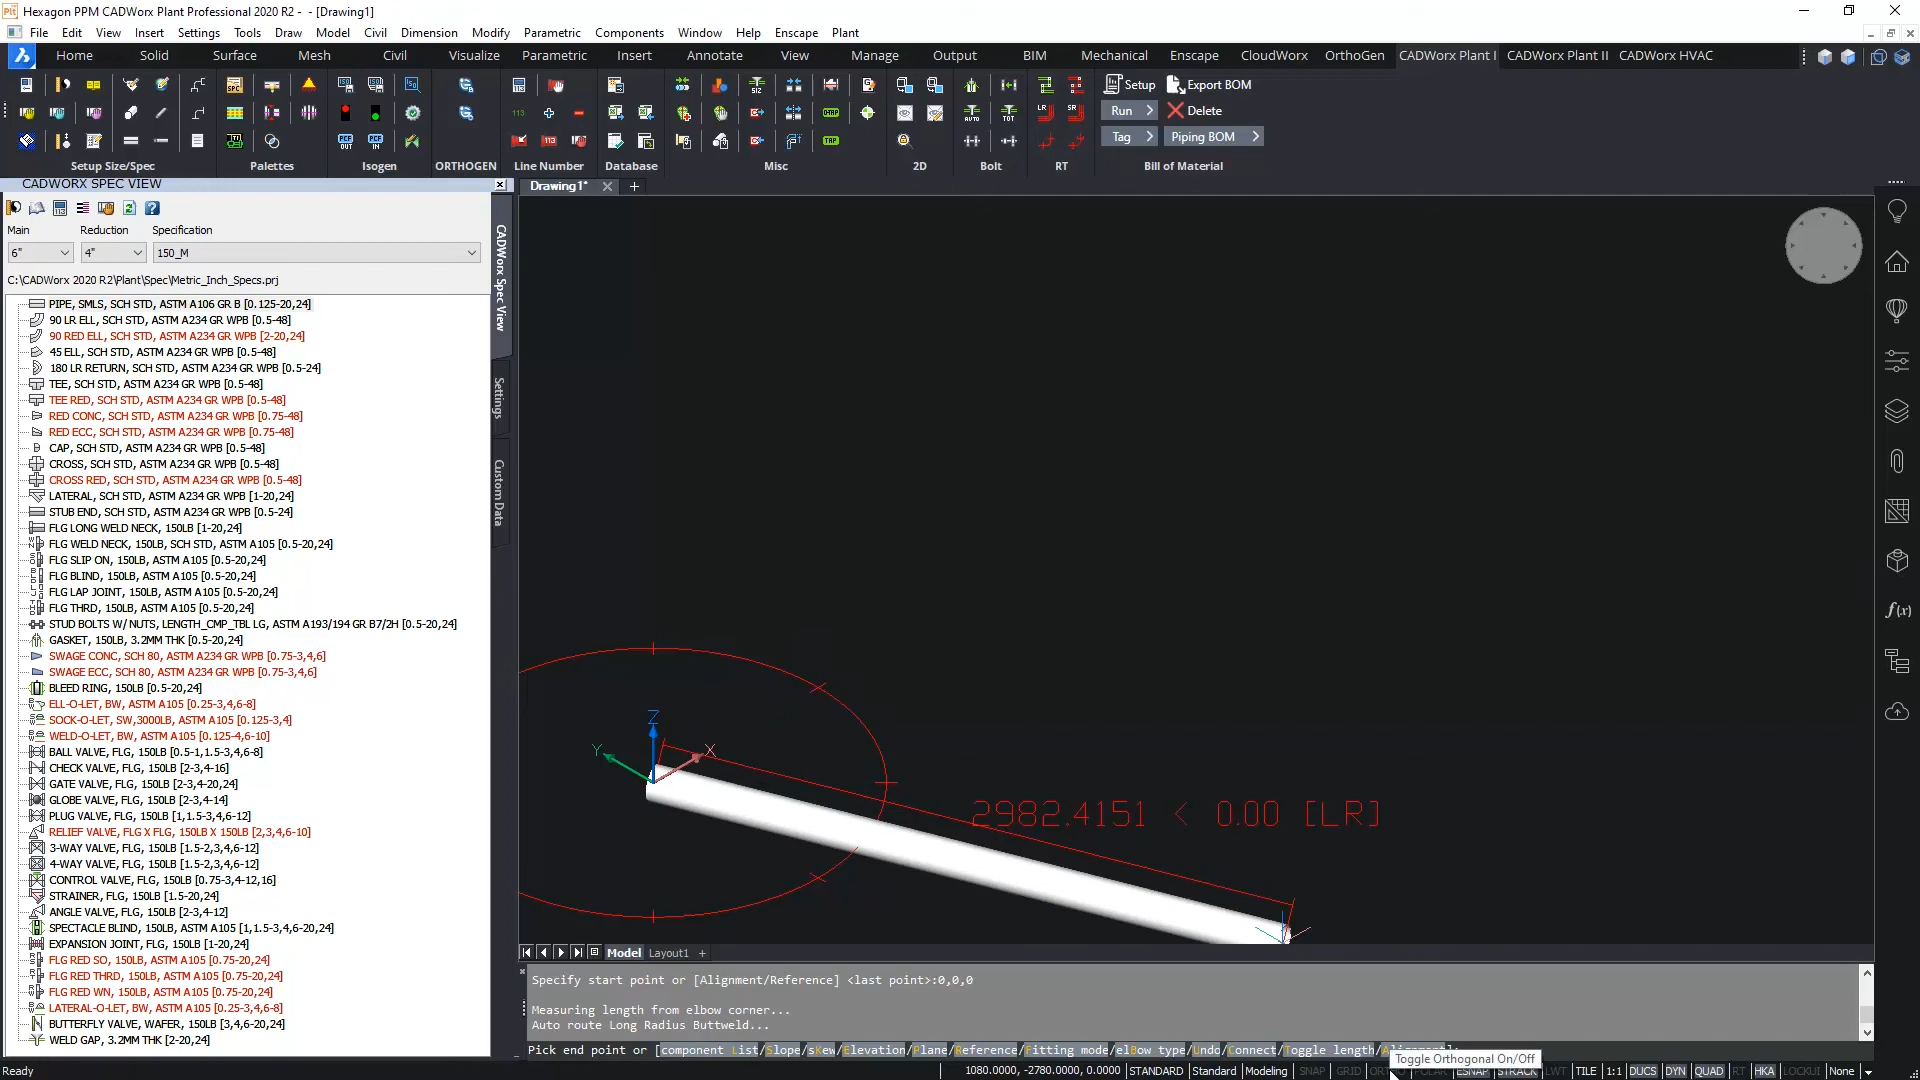 Hexagon PPM CADWorx Plant Professional 2020 R2 - - [Drawing1]
File Edit View Insert Settings Tools Draw Model Civil Dimension Modify Parametric Components Window Help Enscape Plant
Home Solid Surface Mesh Civil Visualize Parametric Insert Annotate View Manage Output BIM Mechanical Enscape CloudWorx OrthoGen CADWorx Plant I CADWorx Plant II CADWorx HVAC
Setup Export BOM
Run Delete
Tag Piping BOM
Setup Size/Spec Palettes Isogen ORTHOGEN Line Number Database Misc 2D Bolt RT Bill of Material
CADWORX SPEC VIEW
Drawing1*
Main Reduction Specification
6" 4" 150_M
C:\CADWorx 2020 R2\Plant\Spec\Metric_Inch_Specs.prj
PIPE, SMLS, SCH STD, ASTM A106 GR B [0.125-20,24]
90 LR ELL, SCH STD, ASTM A234 GR WPB [0.5-48]
90 RED ELL, SCH STD, ASTM A234 GR WPB [2-20,24]
45 ELL, SCH STD, ASTM A234 GR WPB [0.5-48]
180 LR RETURN, SCH STD, ASTM A234 GR WPB [0.5-24]
TEE, SCH STD, ASTM A234 GR WPB [0.5-48]
TEE RED, SCH STD, ASTM A234 GR WPB [0.5-48]
RED CONC, SCH STD, ASTM A234 GR WPB [0.75-48]
RED ECC, SCH STD, ASTM A234 GR WPB [0.75-48]
CAP, SCH STD, ASTM A234 GR WPB [0.5-48]
CROSS, SCH STD, ASTM A234 GR WPB [0.5-48]
CROSS RED, SCH STD, ASTM A234 GR WPB [0.5-48]
LATERAL, SCH STD, ASTM A234 GR WPB [1-20,24]
STUB END, SCH STD, ASTM A234 GR WPB [0.5-24]
FLG LONG WELD NECK, 150LB [1-20,24]
FLG WELD NECK, 150LB, SCH STD, ASTM A105 [0.5-20,24]
FLG SLIP ON, 150LB, ASTM A105 [0.5-20,24]
FLG BLIND, 150LB, ASTM A105 [0.5-20,24]
FLG LAP JOINT, 150LB, ASTM A105 [0.5-20,24]
FLG THRD, 150LB, ASTM A105 [0.5-20,24]
STUD BOLTS W/ NUTS, LENGTH_CMP_TBL LG, ASTM A193/194 GR B7/2H [0.5-20,24]
GASKET, 150LB, 3.2MM THK [0.5-20,24]
SWAGE CONC, SCH 80, ASTM A234 GR WPB [0.75-3,4,6]
SWAGE ECC, SCH 80, ASTM A234 GR WPB [0.75-3,4,6]
BLEED RING, 150LB [0.5-20,24]
ELL-O-LET, BW, ASTM A105 [0.25-3,4,6-8]
SOCK-O-LET, SW,3000LB, ASTM A105 [0.125-3,4]
WELD-O-LET, BW, ASTM A105 [0.125-4,6-10]
BALL VALVE, FLG, 150LB [0.5-1,1.5-3,4,6-8]
CHECK VALVE, FLG, 150LB [2-3,4-16]
GATE VALVE, FLG, 150LB [2-3,4-20,24]
GLOBE VALVE, FLG, 150LB [2-3,4-14]
PLUG VALVE, FLG, 150LB [1,1.5-3,4,6-12]
RELIEF VALVE, FLG X FLG, 150LB X 150LB [2,3,4,6-10]
3-WAY VALVE, FLG, 150LB [1.5-2,3,4,6-12]
4-WAY VALVE, FLG, 150LB [1.5-2,3,4,6-12]
CONTROL VALVE, FLG, 150LB [0.75-3,4-12,16]
STRAINER, FLG, 150LB [1.5-20,24]
ANGLE VALVE, FLG, 150LB [2-3,4-12]
SPECTACLE BLIND, 150LB, ASTM A105 [1,1.5-3,4,6-20,24]
EXPANSION JOINT, FLG, 150LB [1-20,24]
FLG RED SO, 150LB, ASTM A105 [0.75-20,24]
FLG RED THRD, 150LB, ASTM A105 [0.75-20,24]
FLG RED WN, 150LB, ASTM A105 [0.75-20,24]
LATERAL-O-LET, BW, ASTM A105 [0.25-3,4,6-8]
BUTTERFLY VALVE, WAFER, 150LB [3,4,6-20,24]
WELD GAP, 3.2MM THK [2-20,24]
CADWorx Spec View
Settings
Custom Data
Z
Y X
2982.4151 < 0.00 [LR]
Model Layout1 +
Specify start point or [Alignment/Reference] <last point>:0,0,0
Measuring length from elbow corner...
Auto route Long Radius Buttweld...
Pick end point or [component List/Slope/sKew/Elevation/Plane/Reference/Fitting mode/elBow type/Undo/Connect/Toggle length/Alignment]:
Toggle Orthogonal On/Off
Ready 1080.0000, -2780.0000, 0.0000 STANDARD Standard Modeling SNAP GRID ORTHO POLAR ESNAP STRACK LWT TILE 1:1 DUCS DYN QUAD RT HKA LOCKUI None